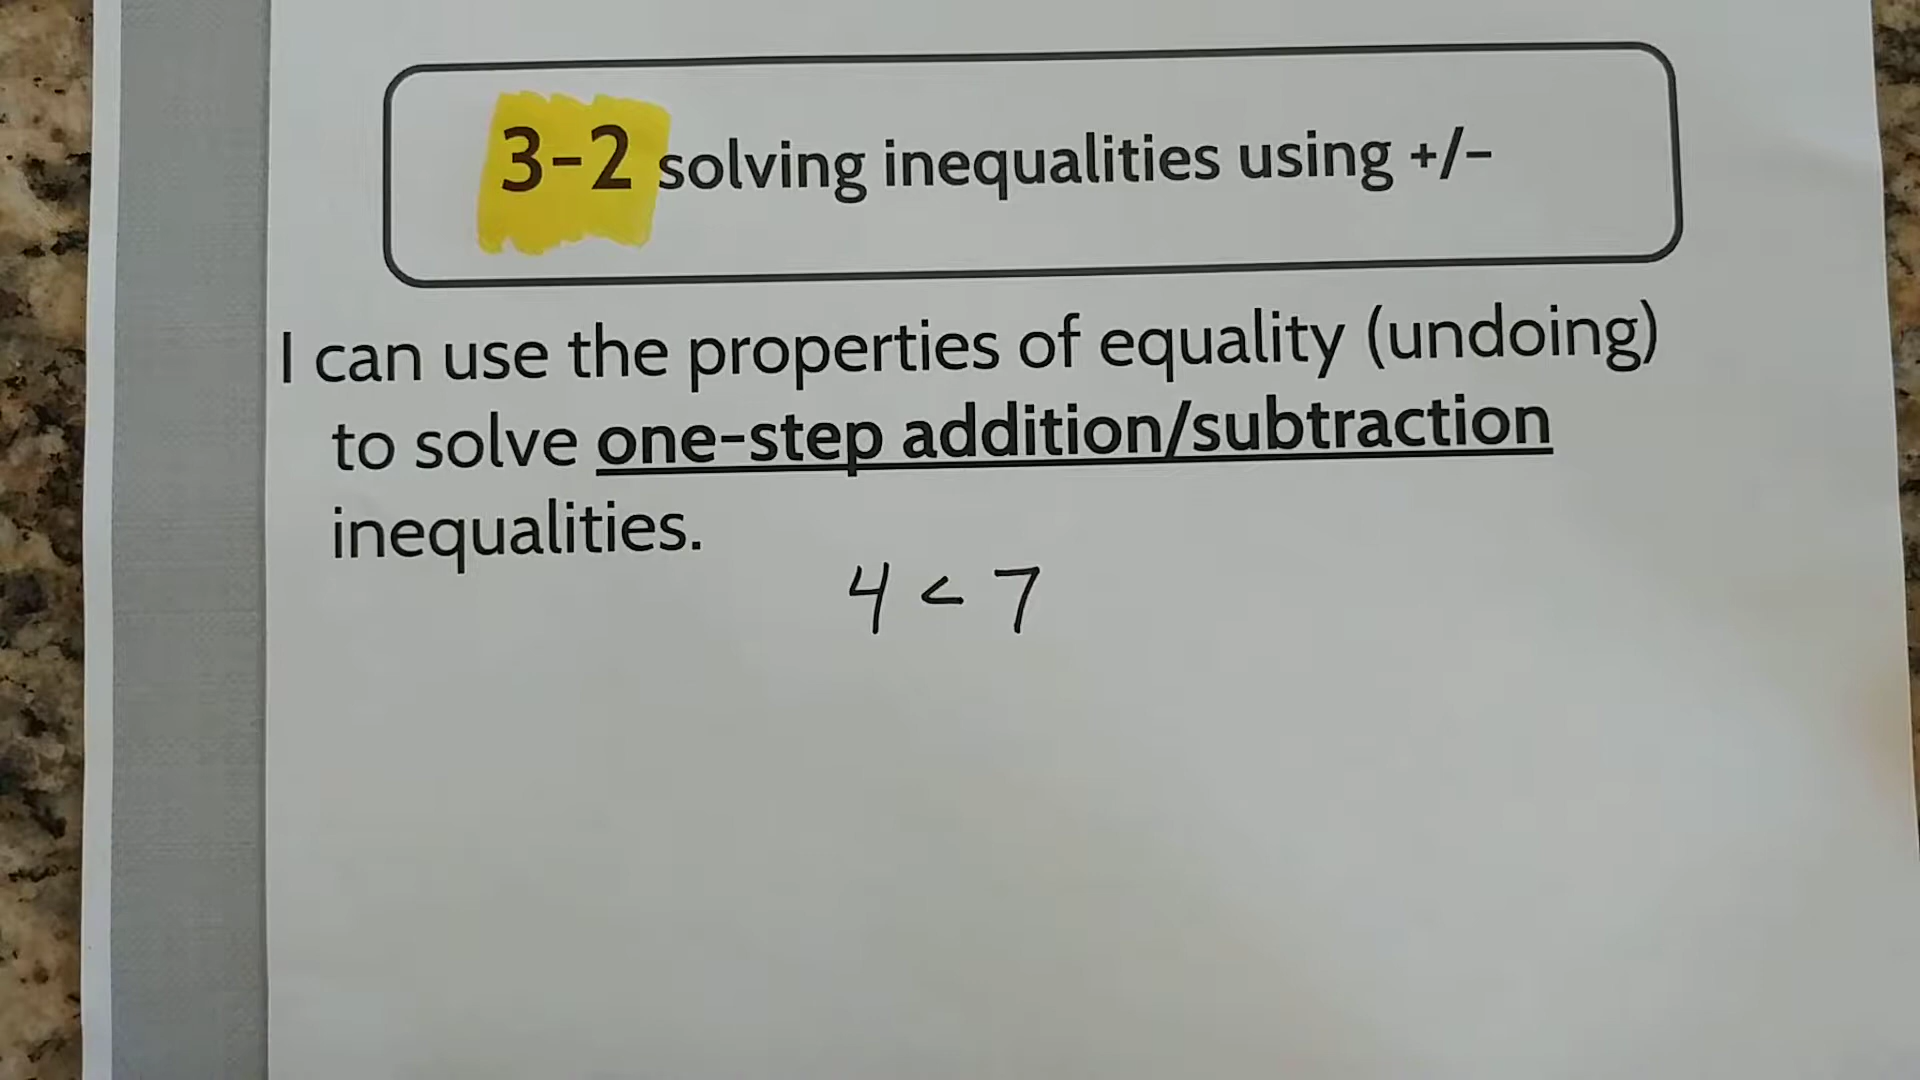 3-2 solving inequalities using +/-
I can use the properties of equality (undoing)
to solve one-step addition/subtraction
inequalities.
4 < 7